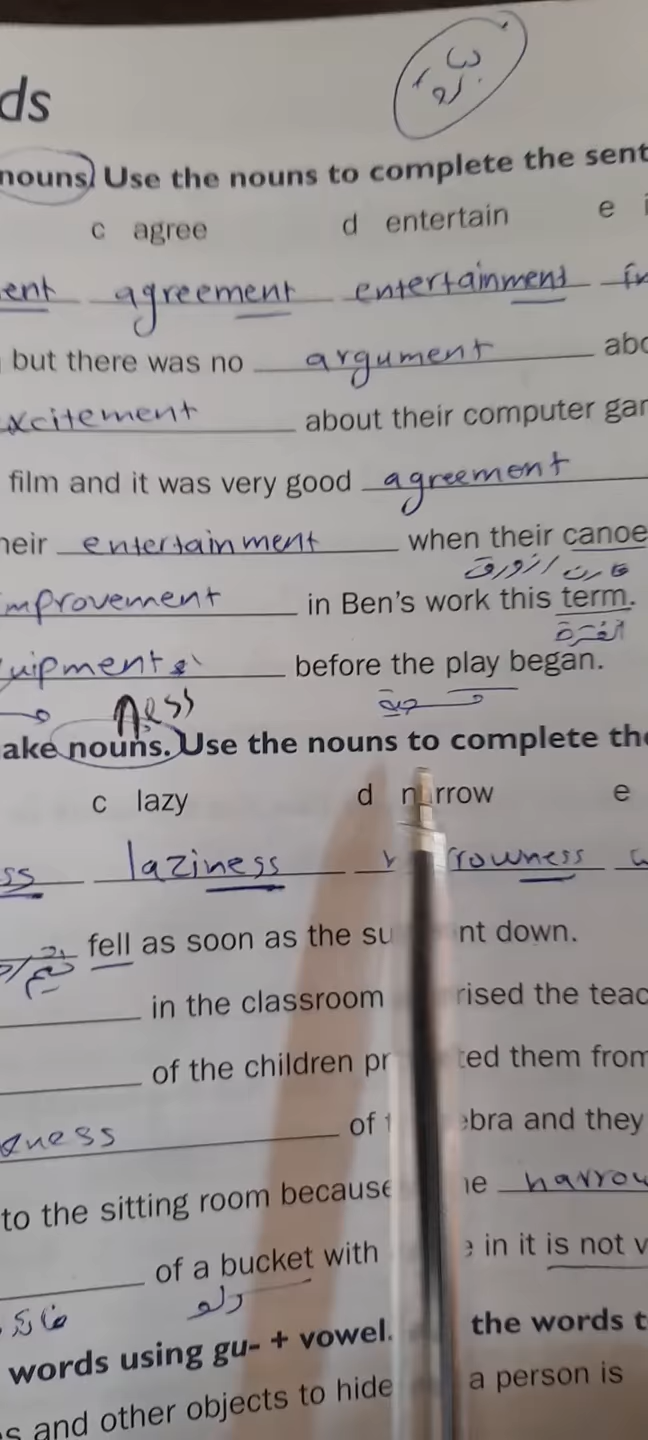 ds
nouns. Use the nouns to complete the sent
c agree d entertain e i
ent agreement entertainment
but there was no argument abo
xcitement about their computer gar
film and it was very good agreement
heir entertainment when their canoe
mprovement in Ben's work this term.
الفترة
uipments before the play began.
ness
ake nouns. Use the nouns to complete the
c lazy d n rrow e
ss laziness rowness
fell as soon as the su nt down.
in the classroom rised the teac
of the children pr ted them from
ness of t ebra and they
to the sitting room because ne narrow
of a bucket with e in it is not v
دلو
words using gu- + vowel. the words t
s and other objects to hide a person is